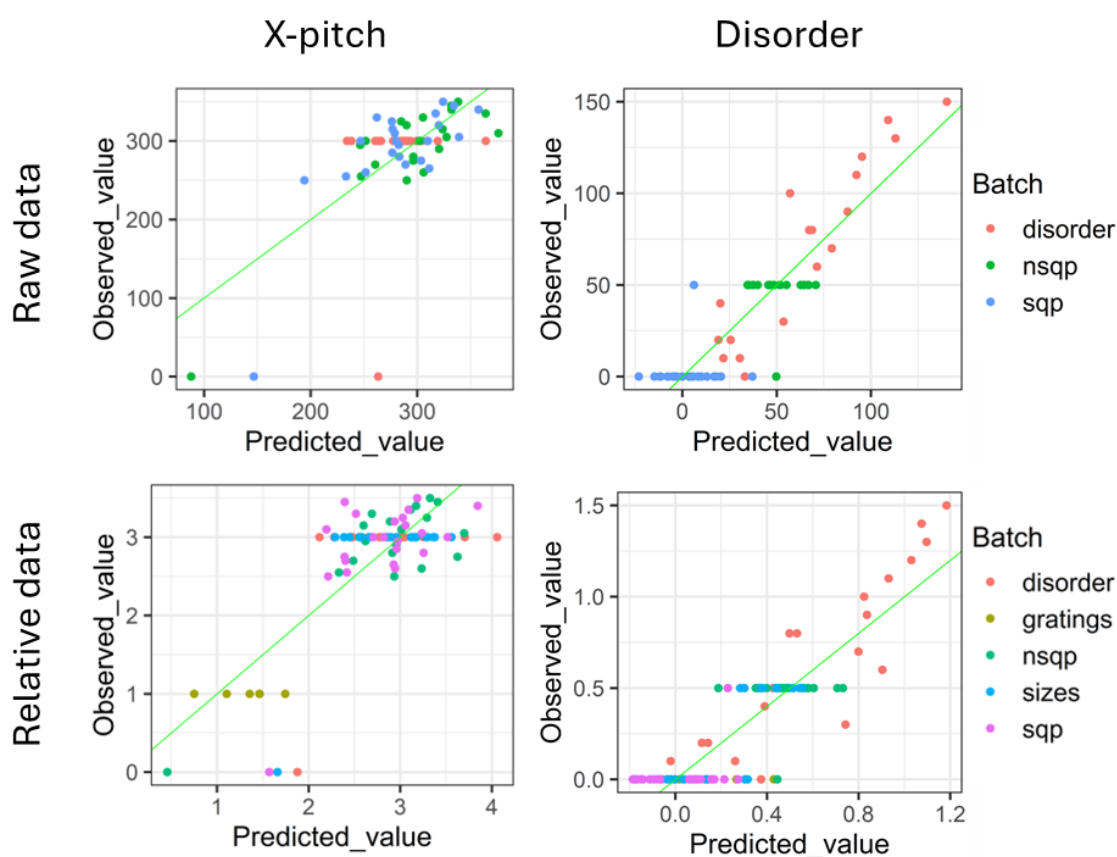 X-pitch
Disorder
Raw data
Observed_value
300
200
100
0
100
200
300
Predicted_value
Observed_value
150
100
50
0
0
50
100
Predicted_value
Batch
disorder
nsqp
sqp
Relative data
Observed_value
3
2
1
0
1
2
3
4
Predicted_value
Observed_value
1.5
1.0
0.5
0.0
0.0
0.4
0.8
1.2
Predicted_value
Batch
disorder
gratings
nsqp
sizes
sqp